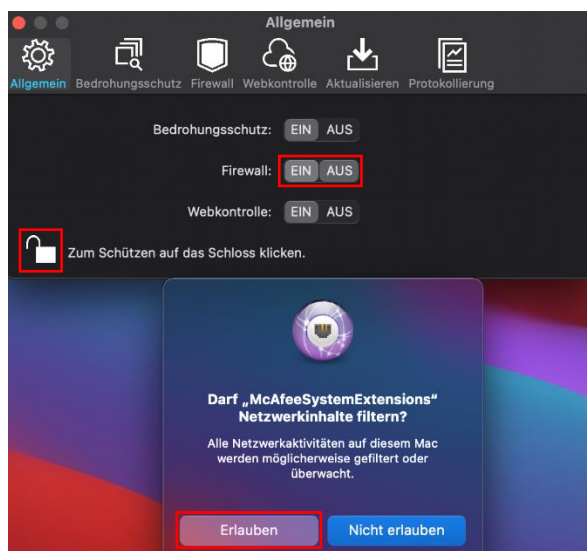 Allgemein
Allgemein Bedrohungsschutz Firewall Webkontrolle Aktualisieren Protokollierung
Bedrohungsschutz: EIN AUS
Firewall: EIN AUS
Webkontrolle: EIN AUS
Zum Schützen auf das Schloss klicken.
Darf „McAfeeSystemExtensions“
Netzwerkinhalte filtern?
Alle Netzwerkaktivitäten auf diesem Mac
werden möglicherweise gefiltert oder
überwacht.
Erlauben Nicht erlauben